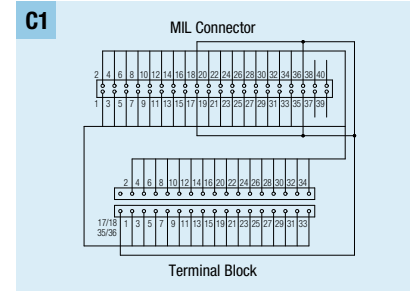 C1
MIL Connector
2 4 6 8 10 12 14 16 18 20 22 24 26 28 30 32 34 36 38 40
1 3 5 7 9 11 13 15 17 19 21 23 25 27 29 31 33 35 37 39
2 4 6 8 10 12 14 16 20 22 24 26 28 30 32 34
17/18 1 3 5 7 9 11 13 15 19 21 23 25 27 29 31 33
35/36
Terminal Block